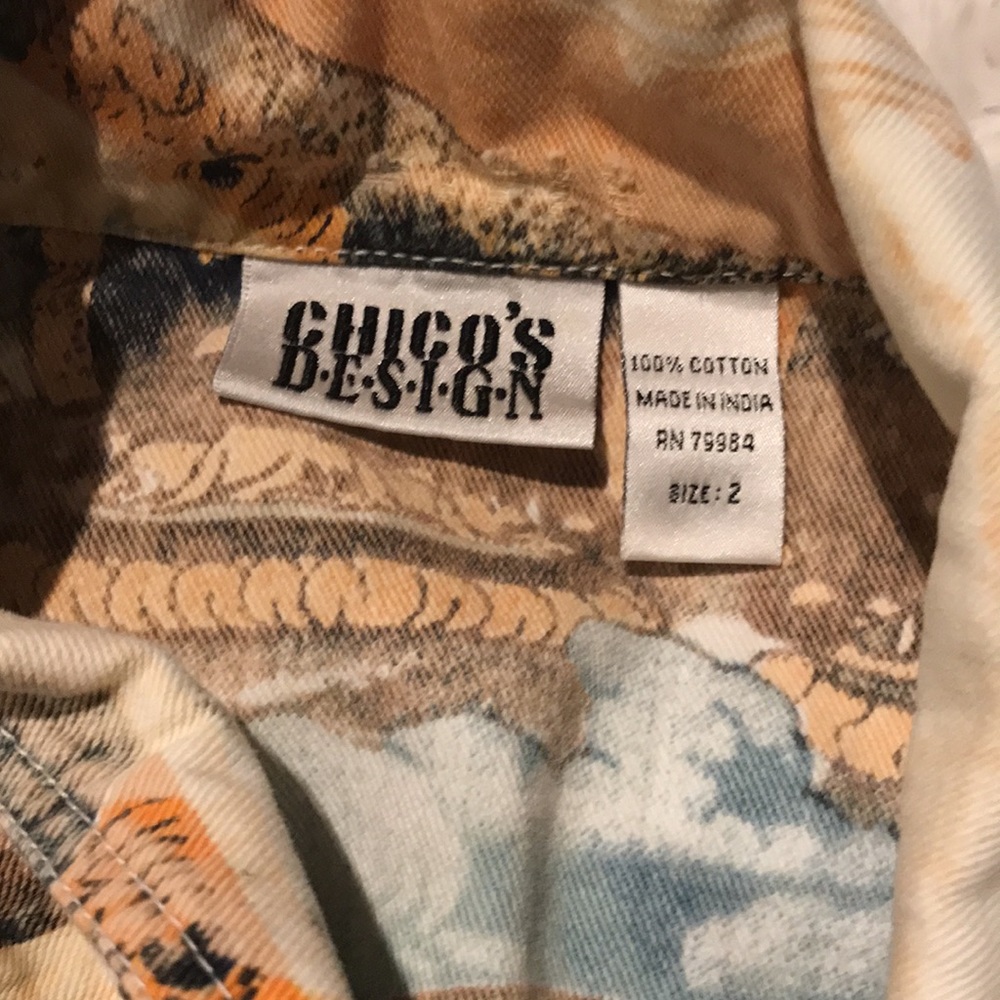 CHICO'S
D·E·S·I·G·N
100% COTTON
MADE IN INDIA
RN 79984
SIZE: 2